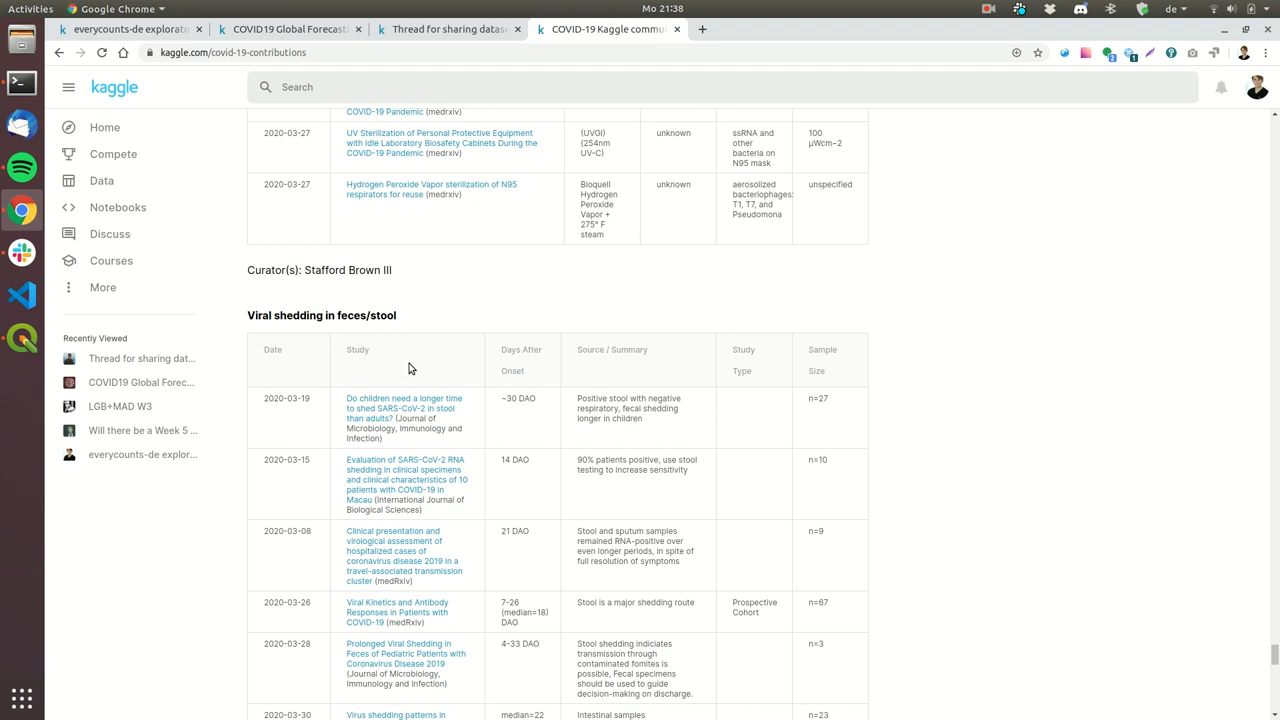 Activities
Google Chrome
Mo 21:38
de
everycounts-de explorato
COVID19 Global Forecasti
Thread for sharing datase
COVID-19 Kaggle commun
kaggle.com/covid-19-contributions
kaggle
Search
Home
Compete
Data
Notebooks
Discuss
Courses
More
Recently Viewed
Thread for sharing dat...
COVID19 Global Forec...
LGB+MAD W3
Will there be a Week 5 ...
everycounts-de explor...
COVID-19 Pandemic (medrxiv)
2020-03-27
UV Sterilization of Personal Protective Equipment
with Idle Laboratory Biosafety Cabinets During the
COVID-19 Pandemic (medrxiv)
(UVGI)
(254nm
UV-C)
unknown
ssRNA and
other
bacteria on
N95 mask
100
μWcm−2
2020-03-27
Hydrogen Peroxide Vapor sterilization of N95
respirators for reuse (medrxiv)
Bioquell
Hydrogen
Peroxide
Vapor +
275° F
steam
unknown
aerosolized
bacteriophages:
T1, T7, and
Pseudomona
unspecified
Curator(s): Stafford Brown III
Viral shedding in feces/stool
Date
Study
Days After
Onset
Source / Summary
Study
Type
Sample
Size
2020-03-19
Do children need a longer time
to shed SARS-CoV-2 in stool
than adults? (Journal of
Microbiology, Immunology and
Infection)
~30 DAO
Positive stool with negative
respiratory, fecal shedding
longer in children
n=27
2020-03-15
Evaluation of SARS-CoV-2 RNA
shedding in clinical specimens
and clinical characteristics of 10
patients with COVID-19 in
Macau (International Journal of
Biological Sciences)
14 DAO
90% patients positive, use stool
testing to increase sensitivity
n=10
2020-03-08
Clinical presentation and
virological assessment of
hospitalized cases of
coronavirus disease 2019 in a
travel-associated transmission
cluster (medRxiv)
21 DAO
Stool and sputum samples
remained RNA-positive over
even longer periods, in spite of
full resolution of symptoms
n=9
2020-03-26
Viral Kinetics and Antibody
Responses in Patients with
COVID-19 (medRxiv)
7-26
(median=18)
DAO
Stool is a major shedding route
Prospective
Cohort
n=67
2020-03-28
Prolonged Viral Shedding in
Feces of Pediatric Patients with
Coronavirus Disease 2019
(Journal of Microbiology,
Immunology and Infection)
4-33 DAO
Stool shedding indiciates
transmission through
contaminated fomites is
possible, Fecal specimens
should be used to guide
decision-making on discharge.
n=3
2020-03-30
Virus shedding patterns in
median=22
Intestinal samples
n=23